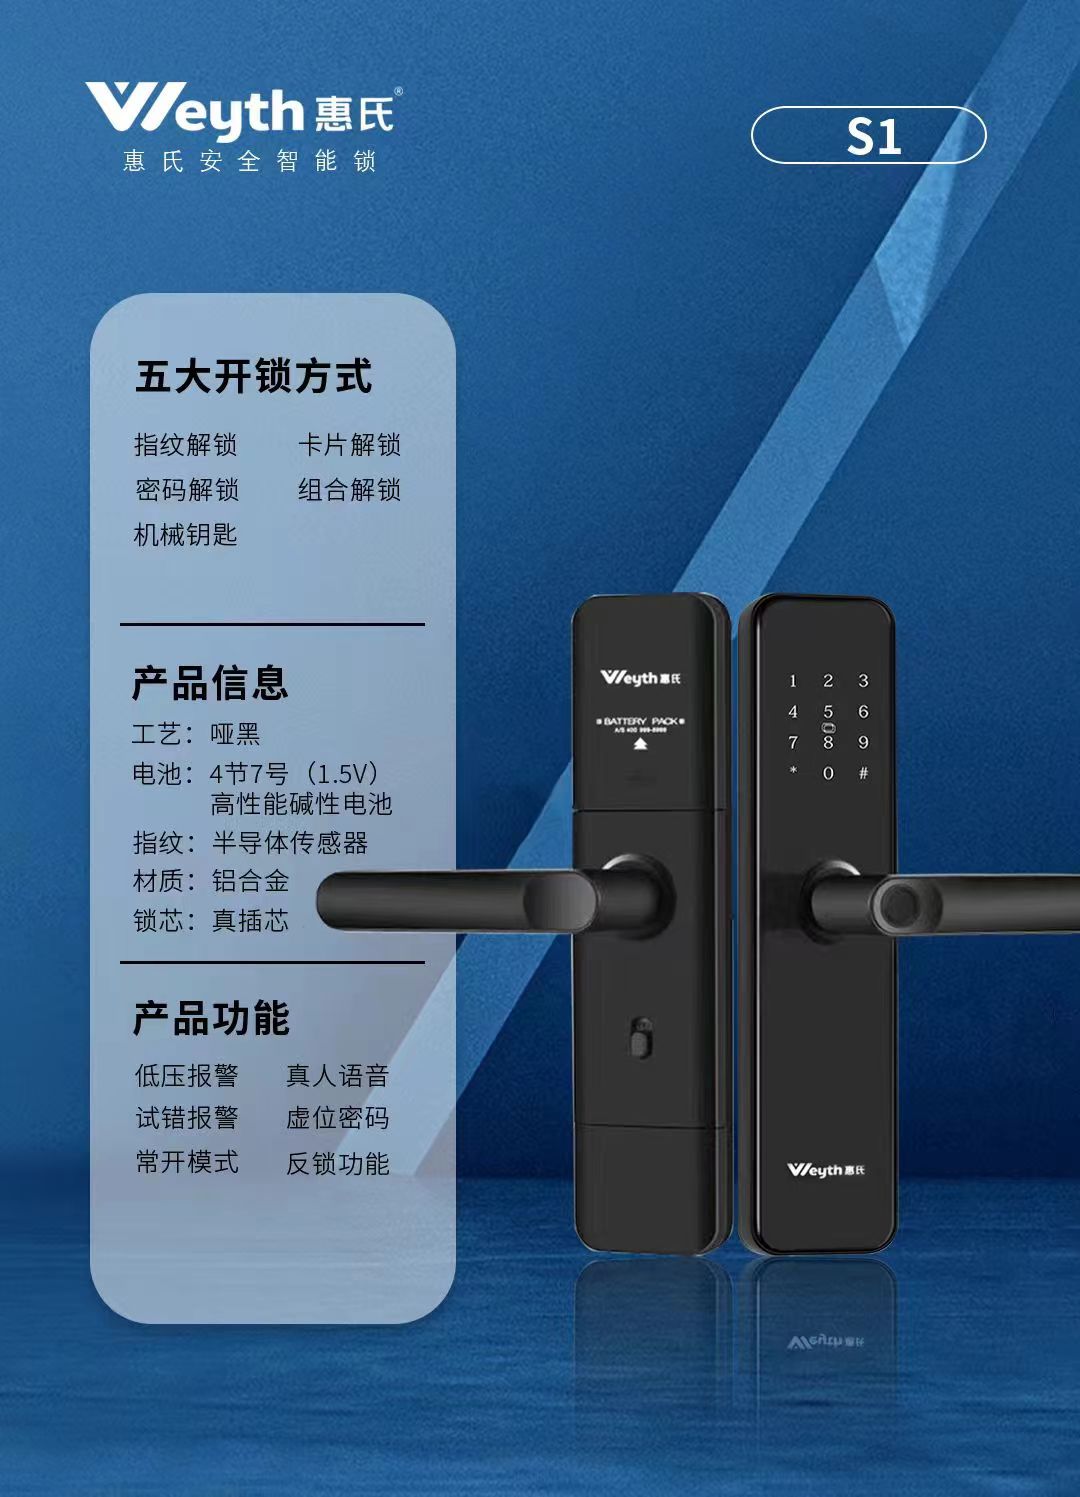 Weyth惠氏®
惠氏安全智能锁
S1
五大开锁方式
指纹解锁 卡片解锁
密码解锁 组合解锁
机械钥匙
产品信息
工艺：哑黑
电池：4节7号（1.5V）
高性能碱性电池
指纹：半导体传感器
材质：铝合金
锁芯：真插芯
产品功能
低压报警 真人语音
试错报警 虚位密码
常开模式 反锁功能
Weyth惠氏
BATTERY PACK
1 2 3
4 5 6
7 8 9
* 0 #
Weyth惠氏